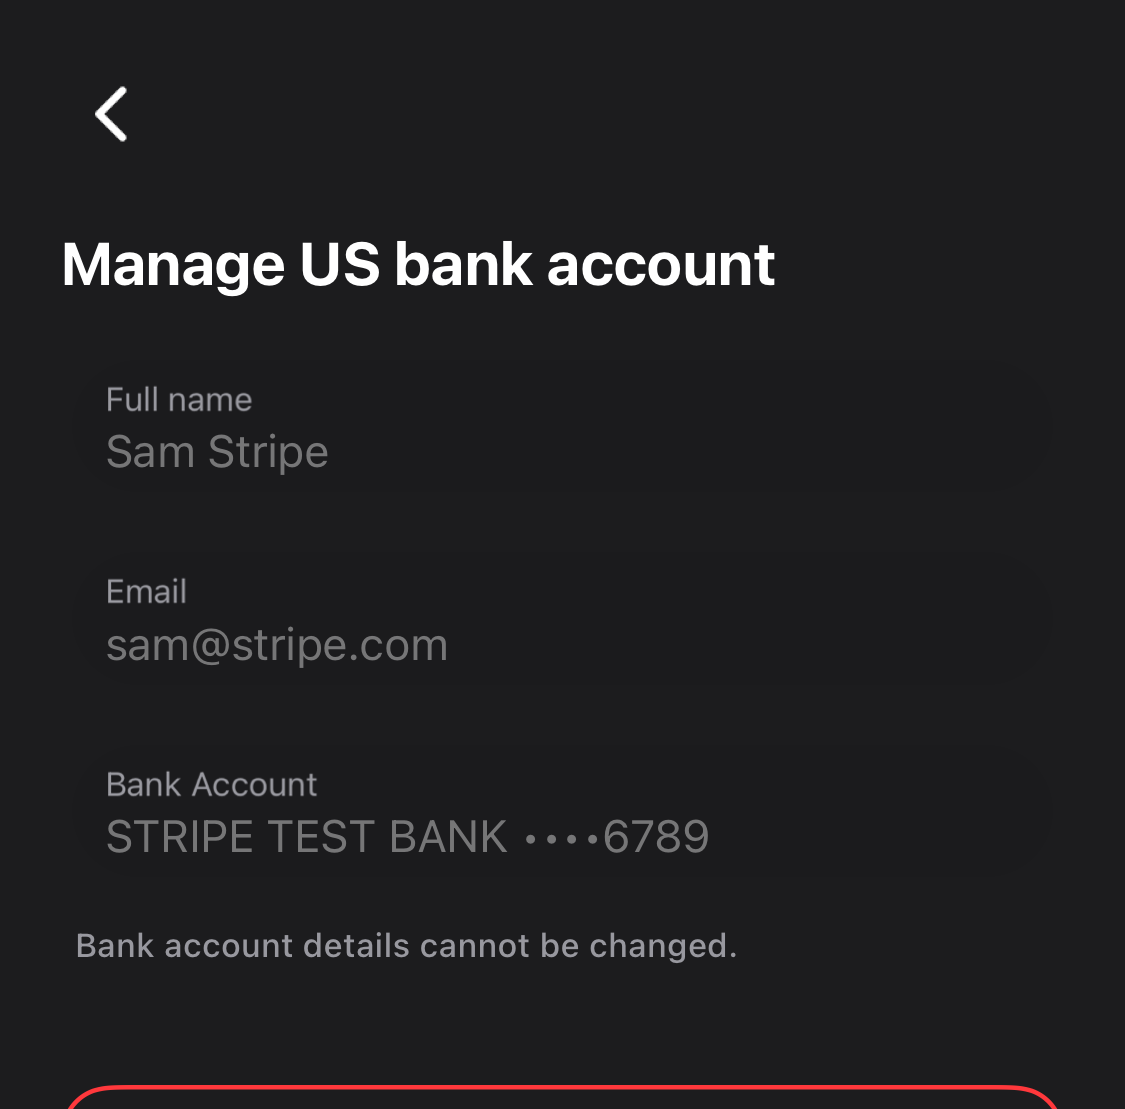 Manage US bank account
Full name
Sam Stripe
Email
sam@stripe.com
Bank Account
STRIPE TEST BANK ••••6789
Bank account details cannot be changed.